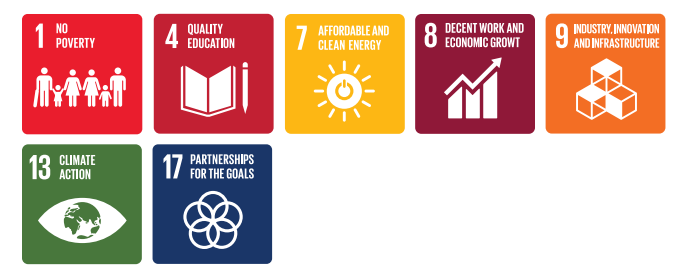 1 NO
POVERTY
4 QUALITY
EDUCATION
7 AFFORDABLE AND
CLEAN ENERGY
8 DECENT WORK AND
ECONOMIC GROWT
9 INDUSTRY, INNOVATION
AND INFRASTRUCTURE
13 CLIMATE
ACTION
17 PARTNERSHIPS
FOR THE GOALS